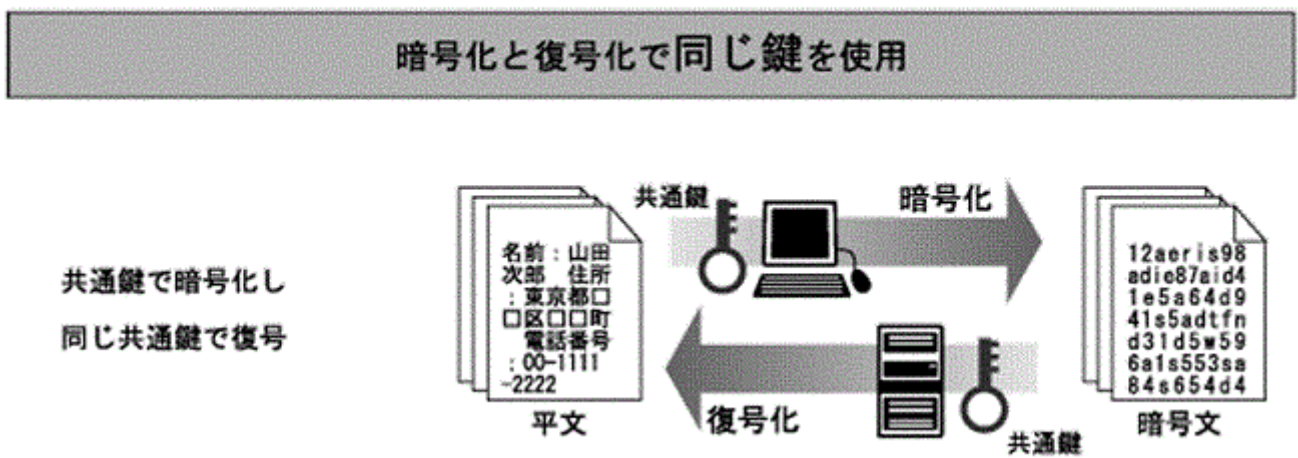 暗号化と復号化で同じ鍵を使用
共通鍵で暗号化し
同じ共通鍵で復号
名前：山田
次郎　住所
：東京都□
□区□□町
電話番号
：00-1111
-2222
平文
共通鍵
暗号化
復号化
共通鍵
12aeris98
adie87aid4
1e5a64d9
41s5adtfn
d31d5w59
6a1s553sa
84s654d4
暗号文